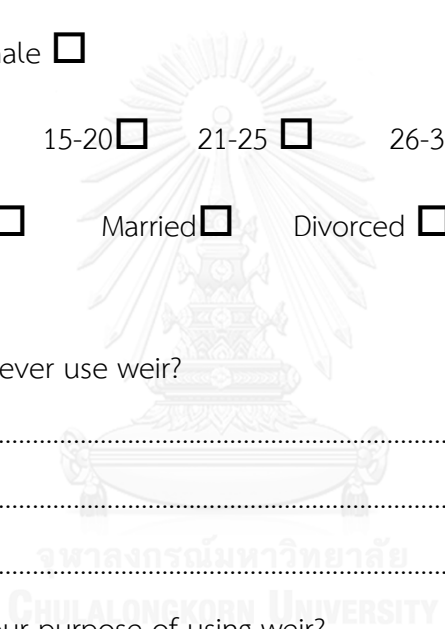 ale ☐
15-20☐ 21-25 ☐ 26-3
☐ Married☐ Divorced ☐
ever use weir?
................................................................................
................................................................................
................................................................................
จุฬาลงกรณ์มหาวิทยาลัย
CHULALONGKORN UNIVERSITY
our purpose of using weir?